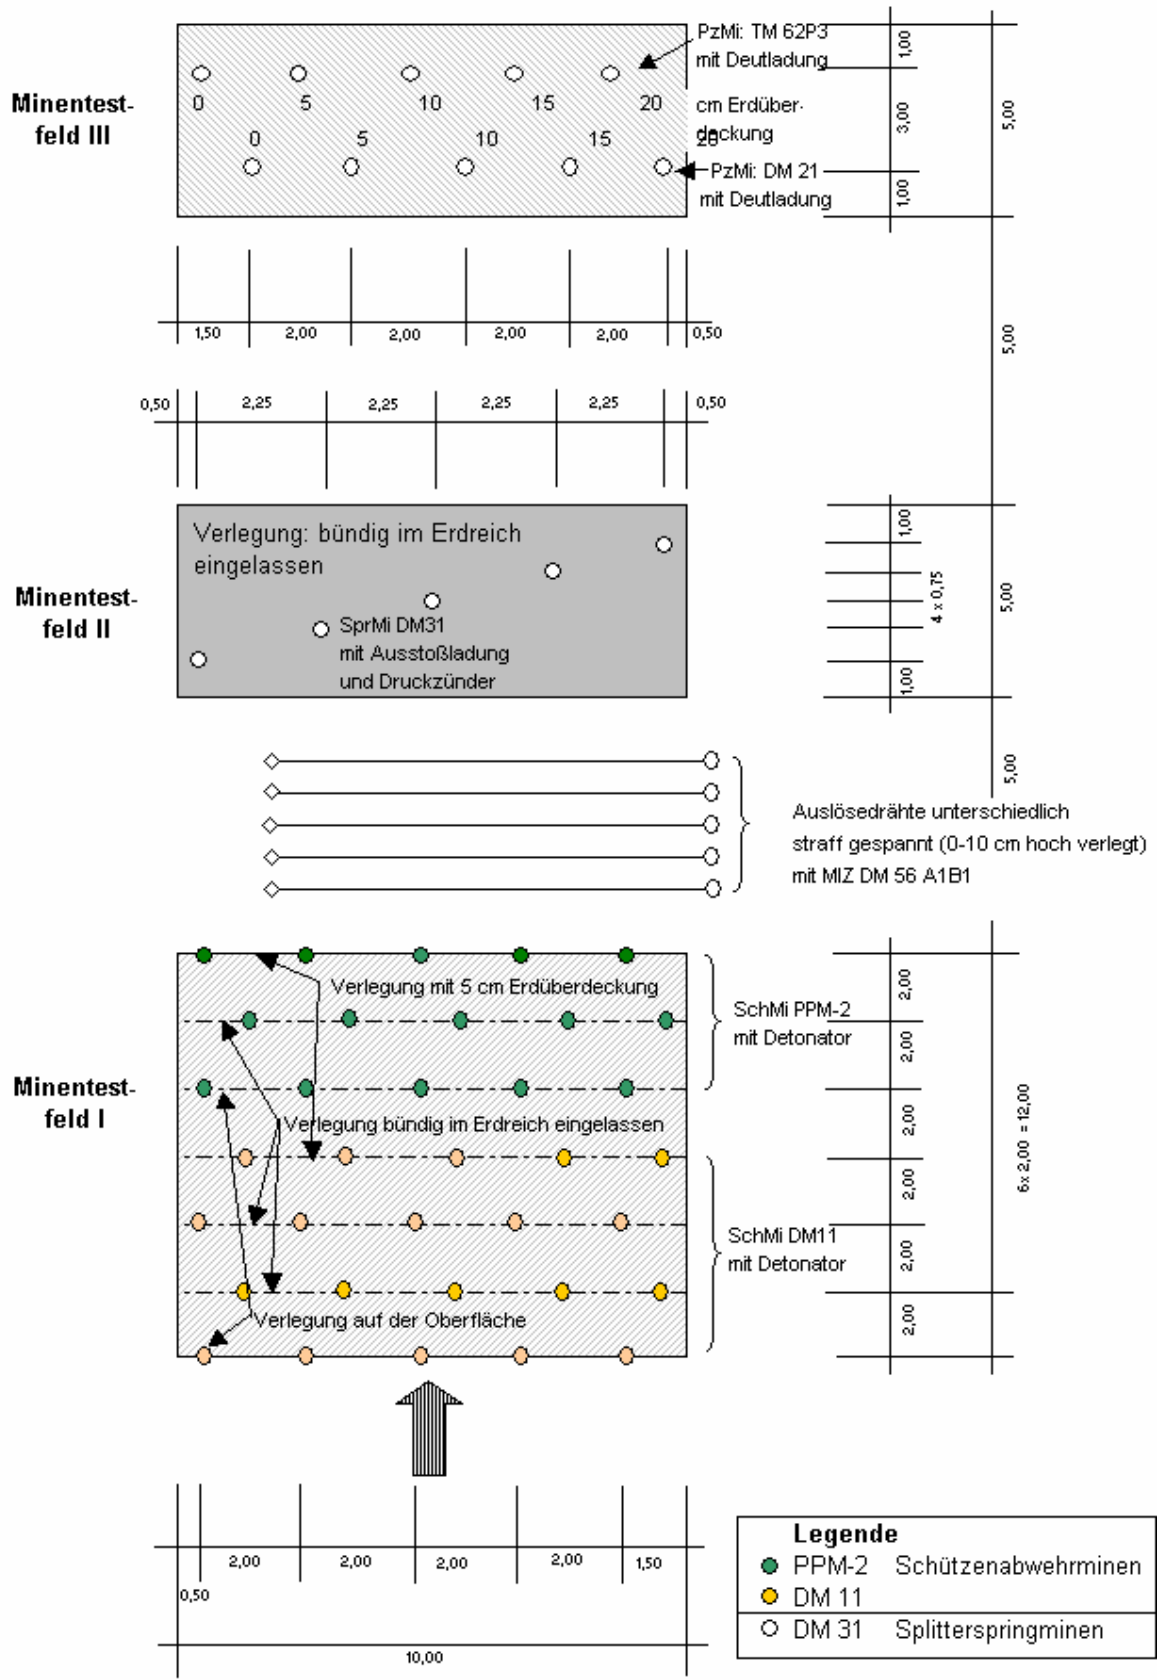 PzMi: TM 62P3
mit Deutladung
Minentest-
feld III
0 5 10 15 20
cm Erdüber-
deckung
0 5 10 15 20
PzMi: DM 21
mit Deutladung
1,00
3,00
1,00
5,00
1,50 2,00 2,00 2,00 2,00 0,50
5,00
0,50 2,25 2,25 2,25 2,25 0,50
Verlegung: bündig im Erdreich
eingelassen
Minentest-
feld II
SprMi DM31
mit Ausstoßladung
und Druckzünder
1,00
4 x 0,75
1,00
5,00
5,00
Auslösedrähte unterschiedlich
straff gespannt (0-10 cm hoch verlegt)
mit MIZ DM 56 A1B1
Verlegung mit 5 cm Erdüberdeckung
SchMi PPM-2
mit Detonator
Minentest-
feld I
Verlegung bündig im Erdreich eingelassen
SchMi DM11
mit Detonator
Verlegung auf der Oberfläche
2,00
2,00
2,00
2,00
2,00
2,00
6x 2,00 = 12,00
2,00 2,00 2,00 2,00 1,50
0,50
10,00
Legende
PPM-2 Schützenabwehrminen
DM 11
DM 31 Splitterspringminen